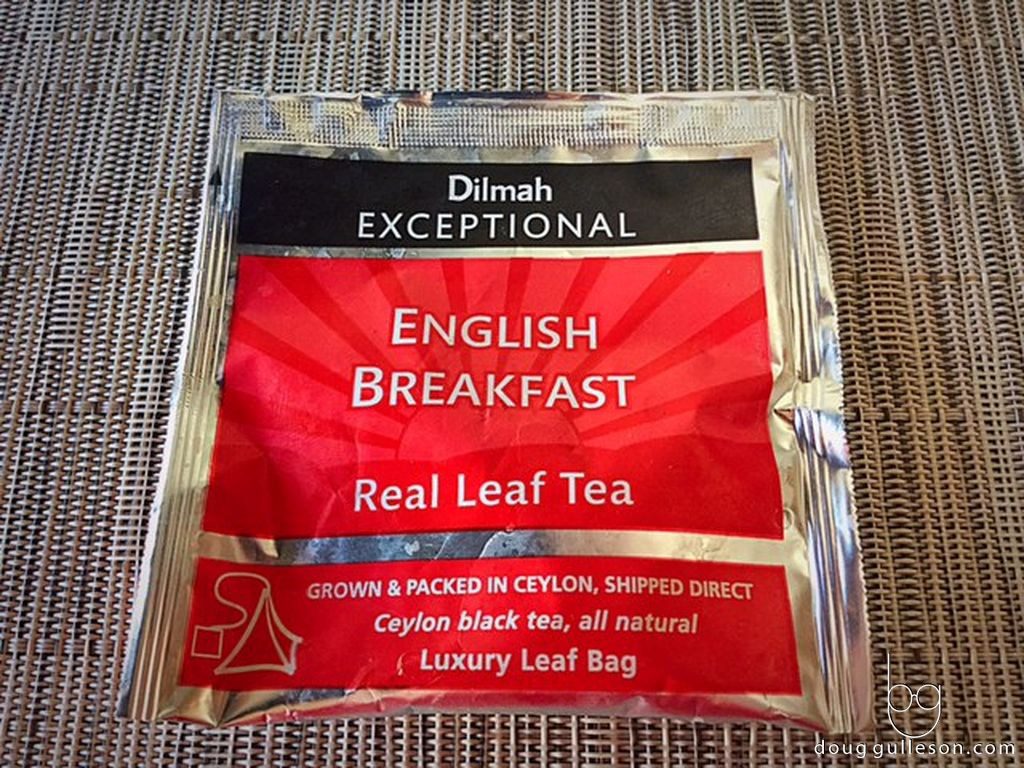 Dilmah
EXCEPTIONAL
ENGLISH
BREAKFAST
Real Leaf Tea
GROWN & PACKED IN CEYLON, SHIPPED DIRECT
Ceylon black tea, all natural
Luxury Leaf Bag
bg
douggulleson.com